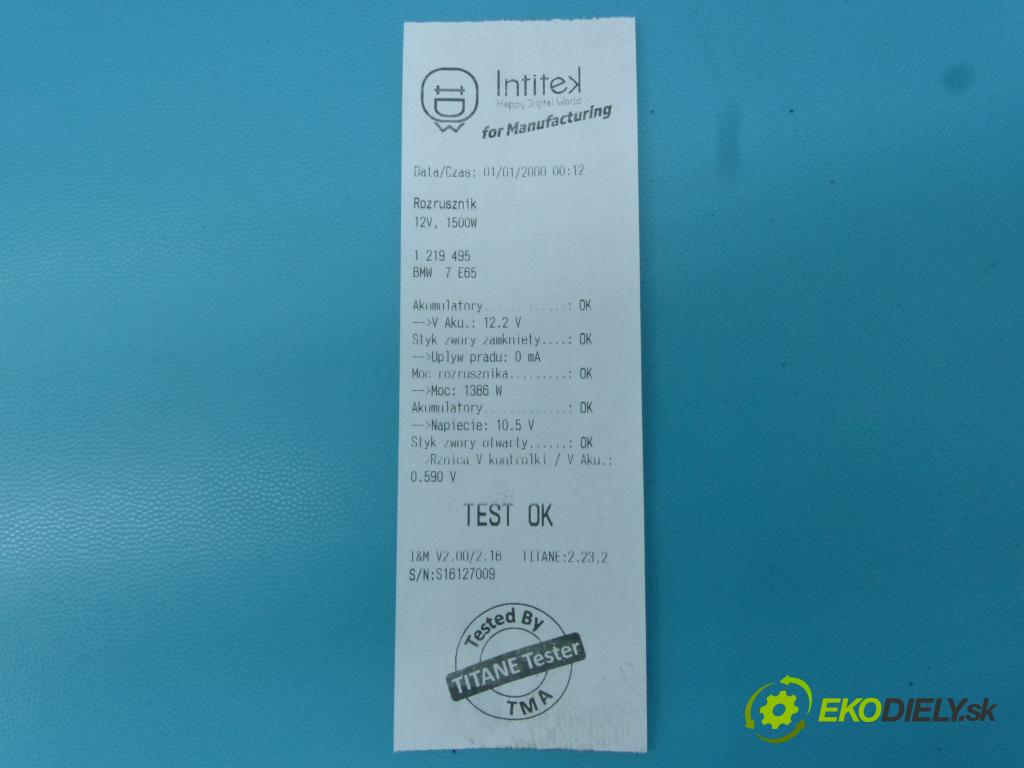 Intitek
Happy Digital World
for Manufacturing
Data/Czas: 01/01/2000 00:12
Rozrusznik
12V, 1500W
1 219 495
BMW 7 E65
Akumulatory.............: OK
-->V Aku.: 12.2 V
Styk zwory zamkniety....: OK
-->Uplyw pradu: 0 mA
Moc rozrusznika.........: OK
-->Moc: 1386 W
Akumulatory.............: OK
-->Napiecie: 10.5 V
Styk zwory otwarty......: OK
-->Rznica V kontrolki / V Aku.:
0.590 V
TEST OK
I&M V2.00/2.16 TITANE:2.23.2
S/N:S16127009
Tested By
TITANE Tester
TMA
EKODIELY.sk